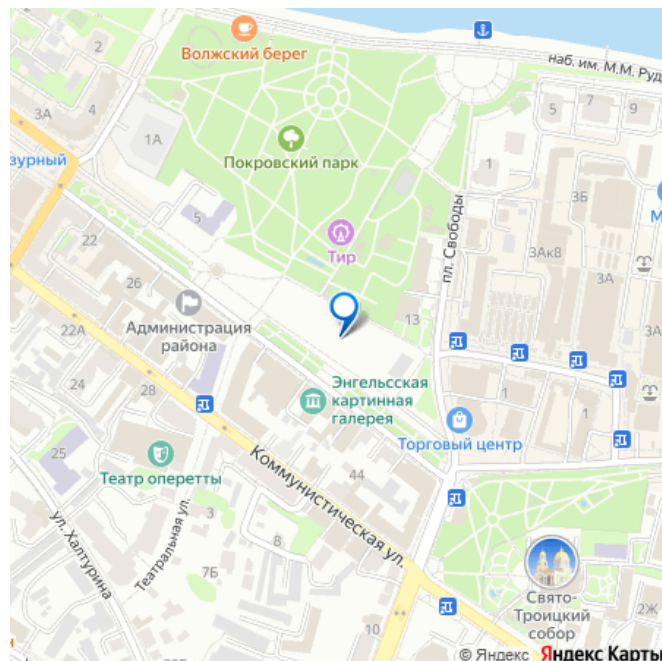 Волжский берег
наб. им. М.М. Руд
3А
4
1А
5
7
9
зурный
Покровский парк
1
пл. Свободы
3Б
М
5
Тир
3Ак8
3А
22
26
13
Администрация
района
22А
24
28
Энгельсская
картинная
галерея
1
1
Торговый центр
25
Театр оперетты
44
Коммунистическая ул.
ул. Халтурина
Театральная ул.
3
8
7Б
Свято-
Троицкий
собор
2Ж
10
н
© Яндекс Яндекс Карты